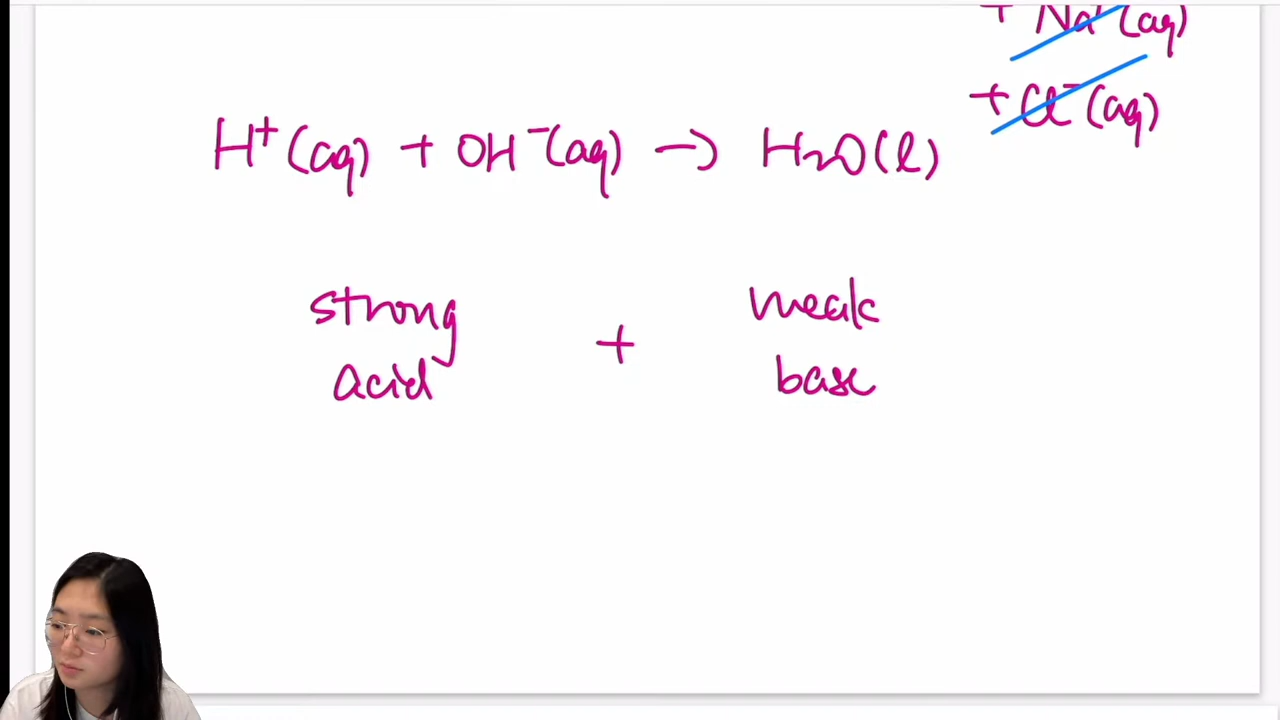 + Na⁺(aq)
+ Cl⁻(aq)
H⁺(aq) + OH⁻(aq) → H₂O(l)
strong + weak
acid base